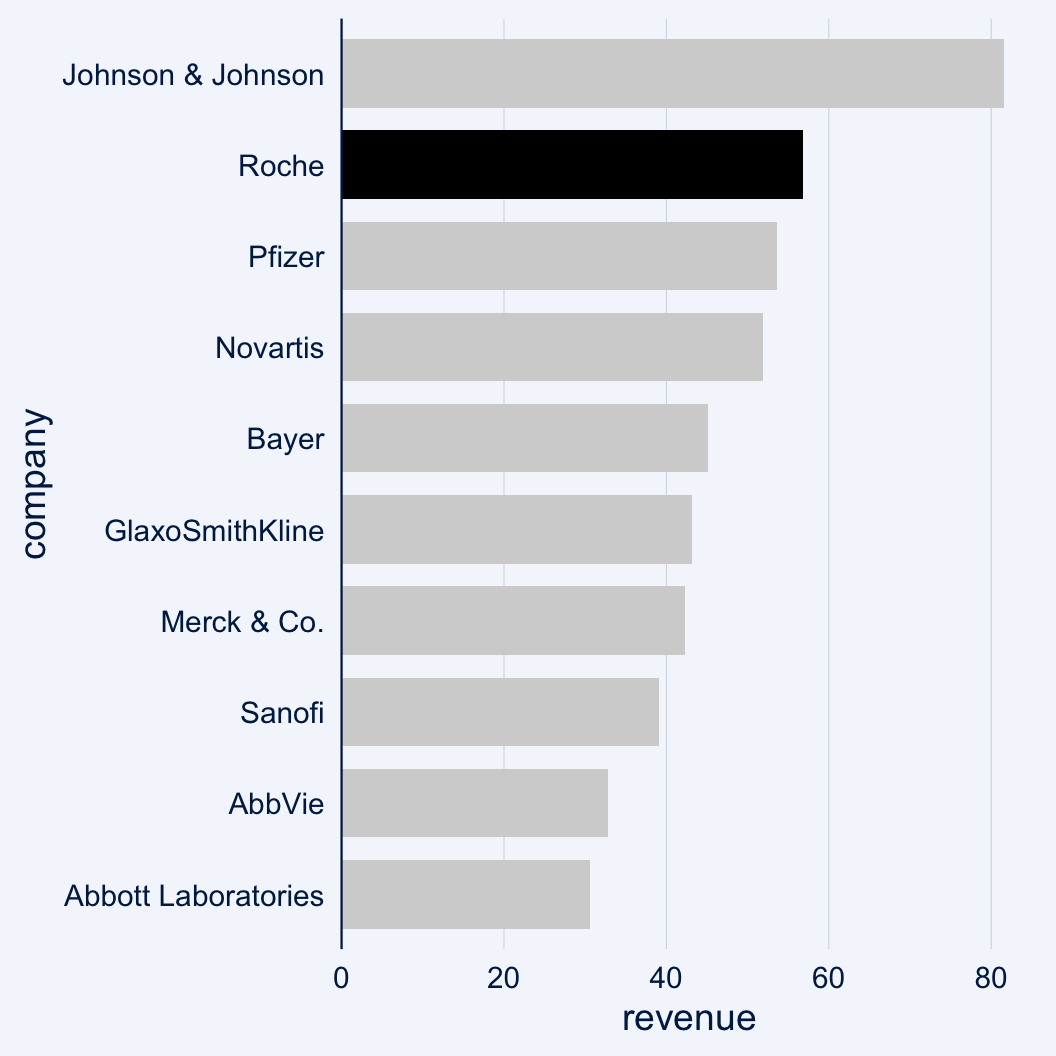 Johnson & Johnson
Roche
Pfizer
Novartis
Bayer
GlaxoSmithKline
Merck & Co.
Sanofi
AbbVie
Abbott Laboratories
company
0 20 40 60 80
revenue